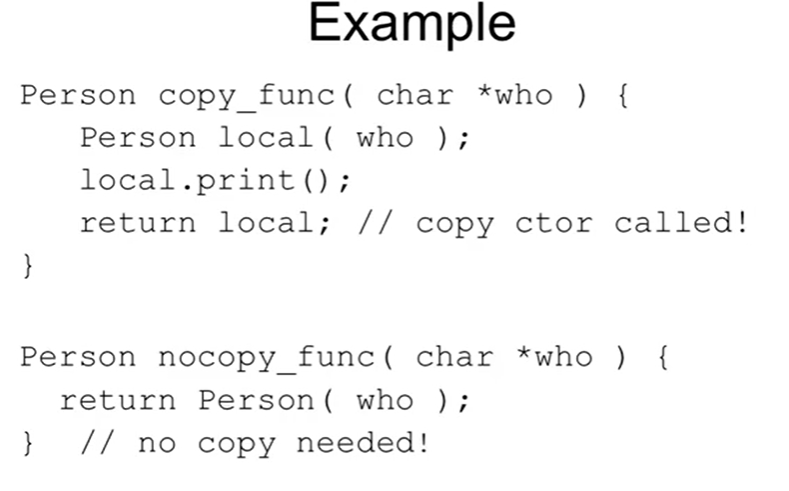 Example
Person copy_func( char *who ) {
Person local( who );
local.print();
return local; // copy ctor called!
}
Person nocopy_func( char *who ) {
return Person( who );
} // no copy needed!